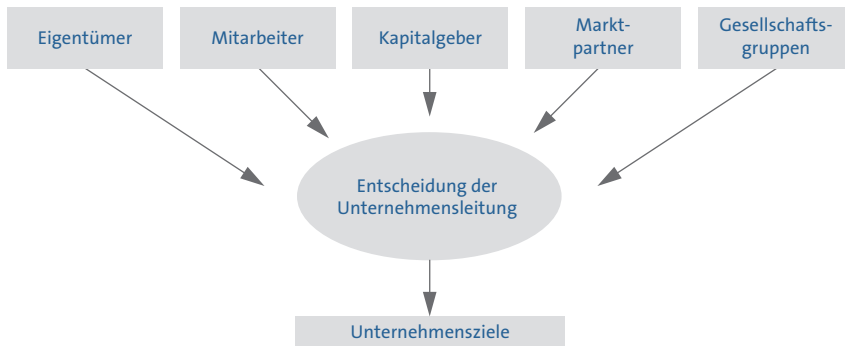 Eigentümer
Mitarbeiter
Kapitalgeber
Markt-
partner
Gesellschafts-
gruppen
Entscheidung der
Unternehmensleitung
Unternehmensziele